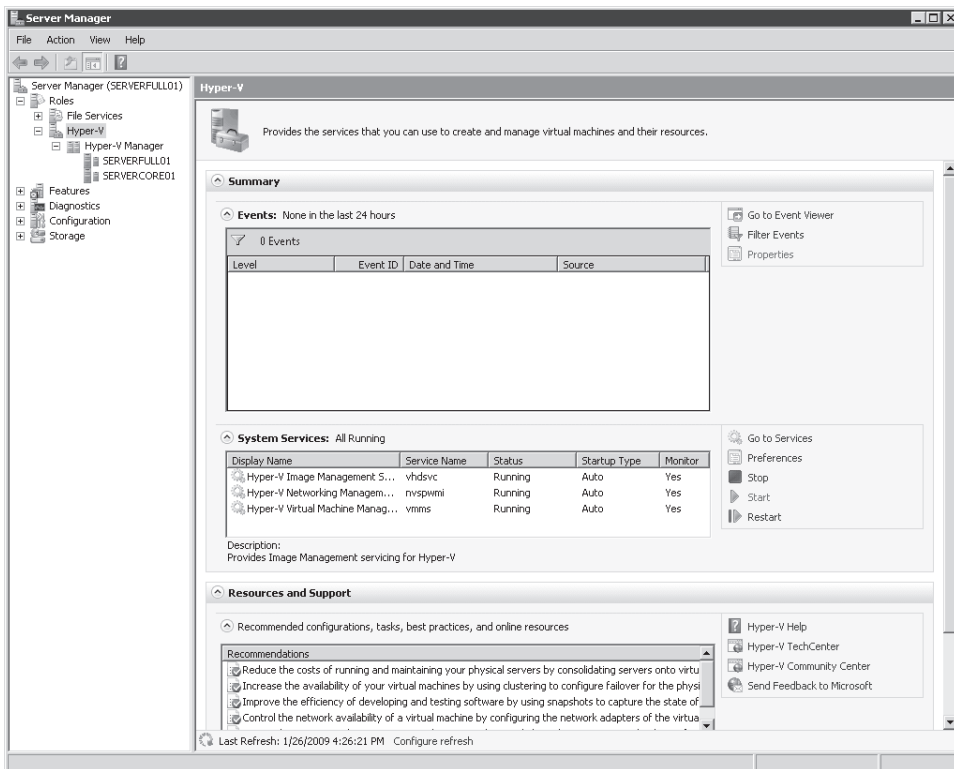 Server Manager
File Action View Help
Server Manager (SERVERFULL01)
Roles
File Services
Hyper-V
Hyper-V Manager
SERVERFULL01
SERVERCORE01
Features
Diagnostics
Configuration
Storage
Hyper-V
Provides the services that you can use to create and manage virtual machines and their resources.
Summary
Events: None in the last 24 hours
0 Events
Level Event ID Date and Time Source
Go to Event Viewer
Filter Events
Properties
System Services: All Running
Display Name Service Name Status Startup Type Monitor
Hyper-V Image Management S... vhdsvc Running Auto Yes
Hyper-V Networking Managem... nvspwmi Running Auto Yes
Hyper-V Virtual Machine Manag... vmms Running Auto Yes
Description:
Provides Image Management servicing for Hyper-V
Go to Services
Preferences
Stop
Start
Restart
Resources and Support
Recommended configurations, tasks, best practices, and online resources
Recommendations
Reduce the costs of running and maintaining your physical servers by consolidating servers onto virtu
Increase the availability of your virtual machines by using clustering to configure failover for the physi
Improve the efficiency of developing and testing software by using snapshots to capture the state of
Control the network availability of a virtual machine by configuring the network adapters of the virtua
Hyper-V Help
Hyper-V TechCenter
Hyper-V Community Center
Send Feedback to Microsoft
Last Refresh: 1/26/2009 4:26:21 PM Configure refresh